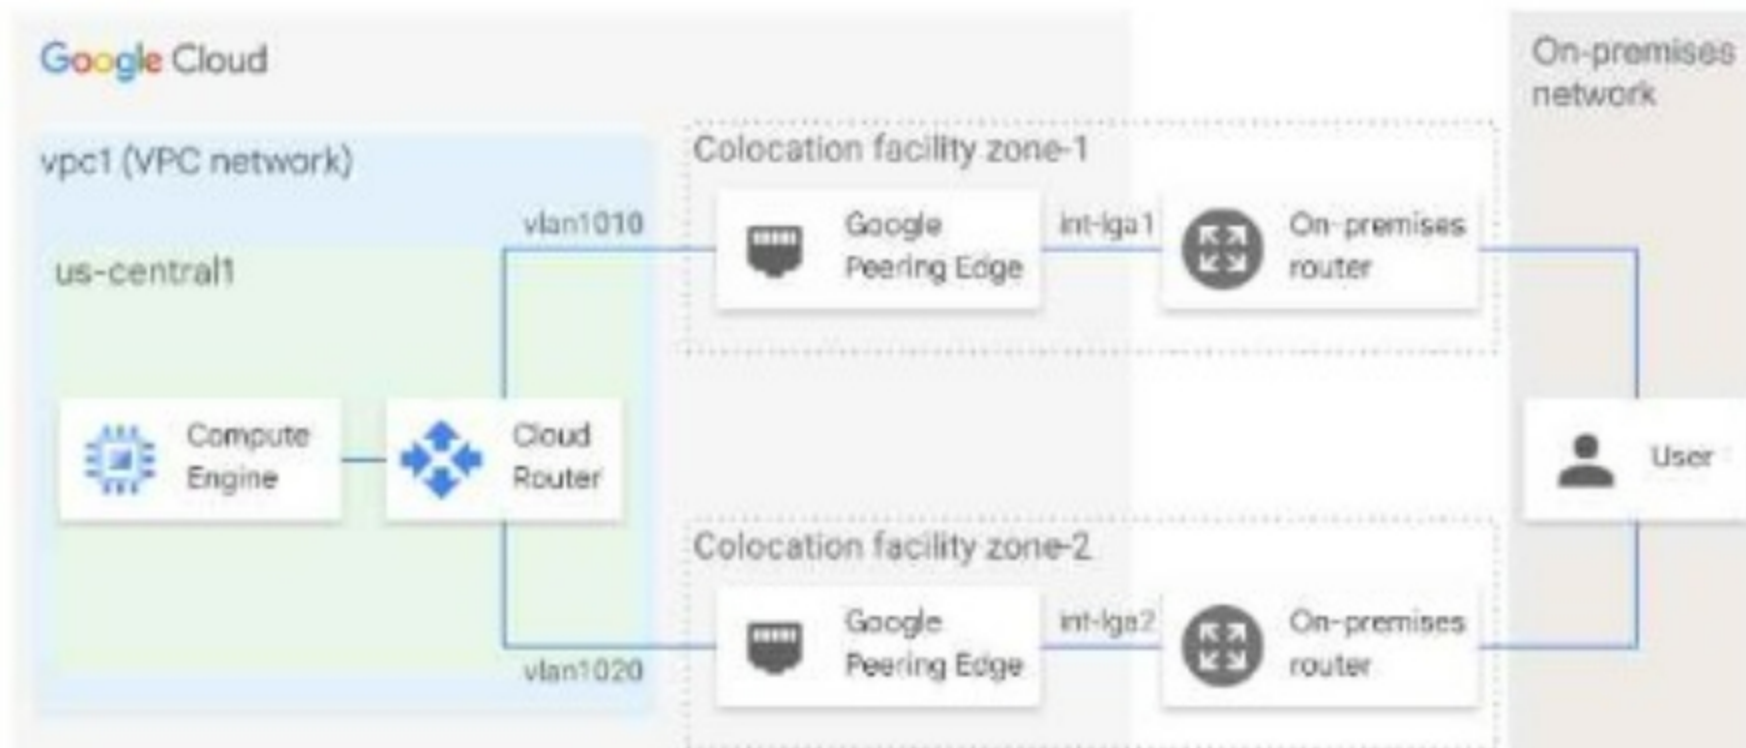 Google Cloud
On-premises
network
vpc1 (VPC network)
Colocation facility zone-1
vlan1010
Google
Peering Edge
int-lga1
On-premises
router
us-central1
Compute
Engine
Cloud
Router
User
Colocation facility zone-2
Google
Peering Edge
int-lga2
On-premises
router
vlan1020